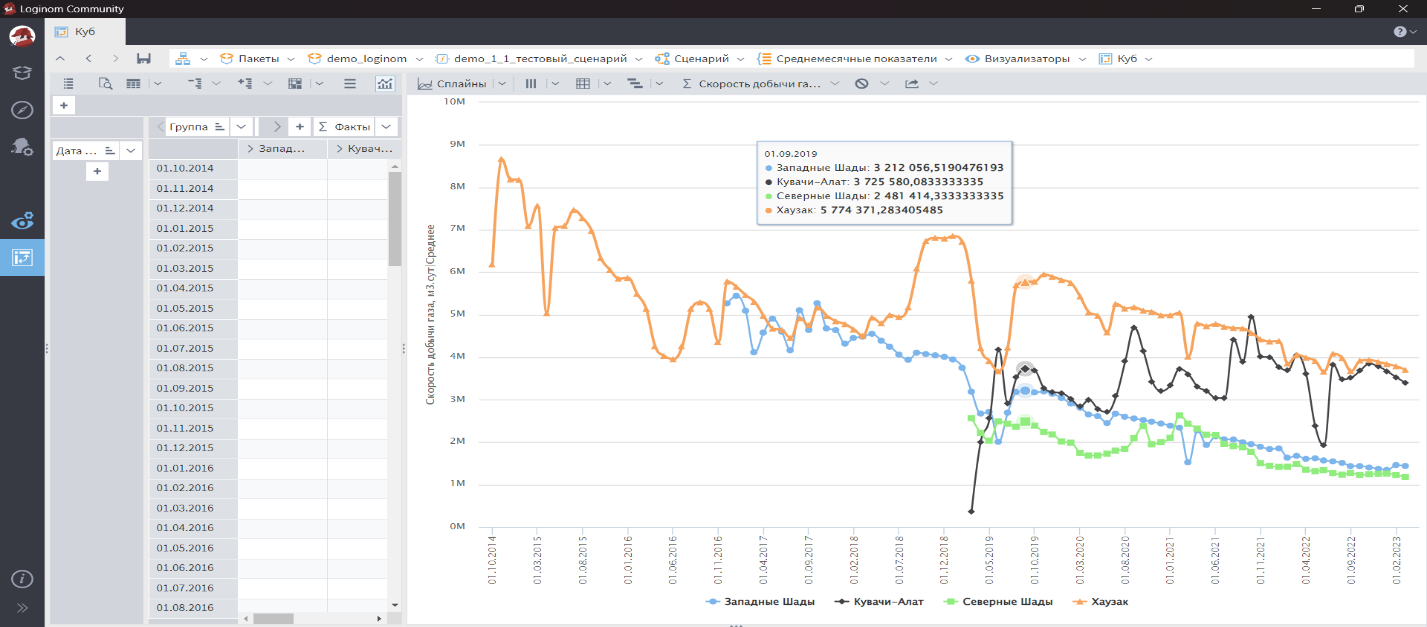 Loginom Community
Куб
Пакеты demo_loginom demo_1_1_тестовый_сценарий Сценарий Среднемесячные показатели Визуализаторы Куб
Сплайны Σ Скорость добычи га...
+
Группа + Σ Факты
Дата ... > Запад... > Кувач...
+
01.10.2014
01.11.2014
01.12.2014
01.01.2015
01.02.2015
01.03.2015
01.04.2015
01.05.2015
01.06.2015
01.07.2015
01.08.2015
01.09.2015
01.10.2015
01.11.2015
01.12.2015
01.01.2016
01.02.2016
01.03.2016
01.04.2016
01.05.2016
01.06.2016
01.07.2016
01.08.2016
10M
9M
8M
7M
6M
5M
4M
3M
2M
1M
0M
Скорость добычи газа, м3.сут|Среднее
01.09.2019
Западные Шады: 3 212 056,5190476193
Кувачи-Алат: 3 725 580,0833333335
Северные Шады: 2 481 414,3333333335
Хаузак: 5 774 371,283405485
01.10.2014 01.03.2015 01.08.2015 01.01.2016 01.06.2016 01.11.2016 01.04.2017 01.09.2017 01.02.2018 01.07.2018 01.12.2018 01.05.2019 01.10.2019 01.03.2020 01.08.2020 01.01.2021 01.06.2021 01.11.2021 01.04.2022 01.09.2022 01.02.2023
Западные Шады Кувачи-Алат Северные Шады Хаузак